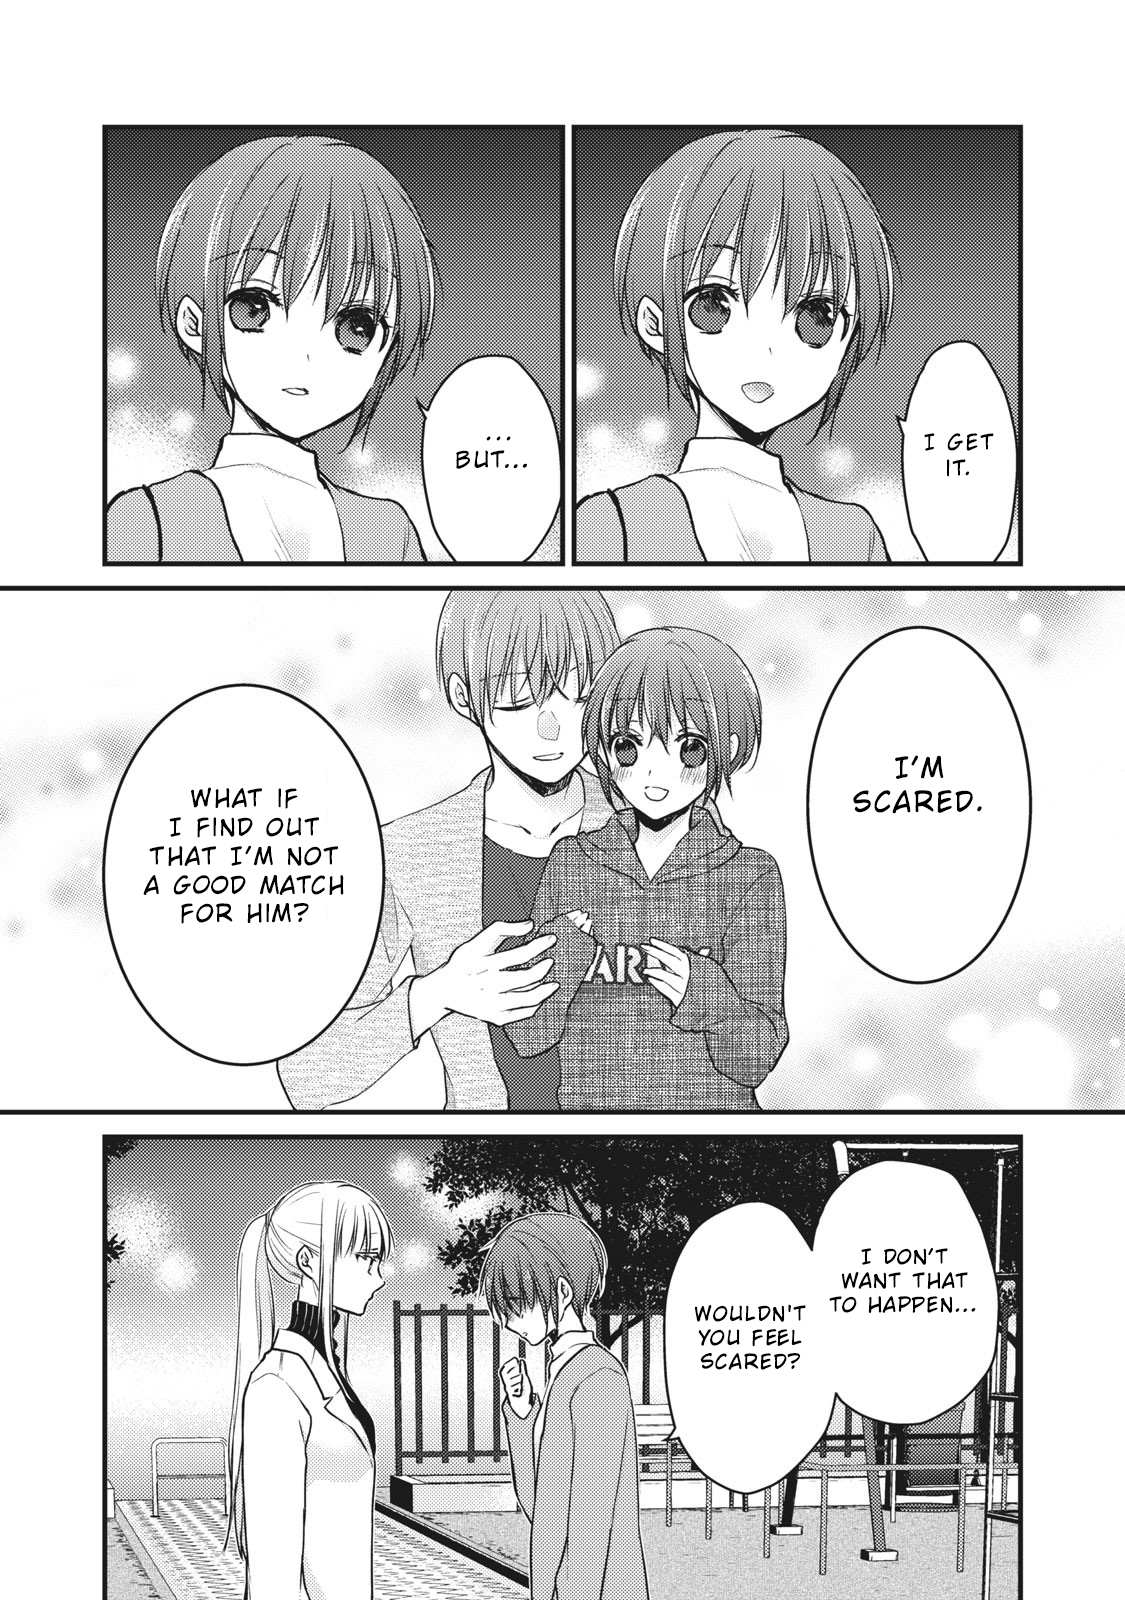 I GET
IT.
...
BUT...
I'M
SCARED.
WHAT IF
I FIND OUT
THAT I'M NOT
A GOOD MATCH
FOR HIM?
I DON'T
WANT THAT
TO HAPPEN...
WOULDN'T
YOU FEEL
SCARED?